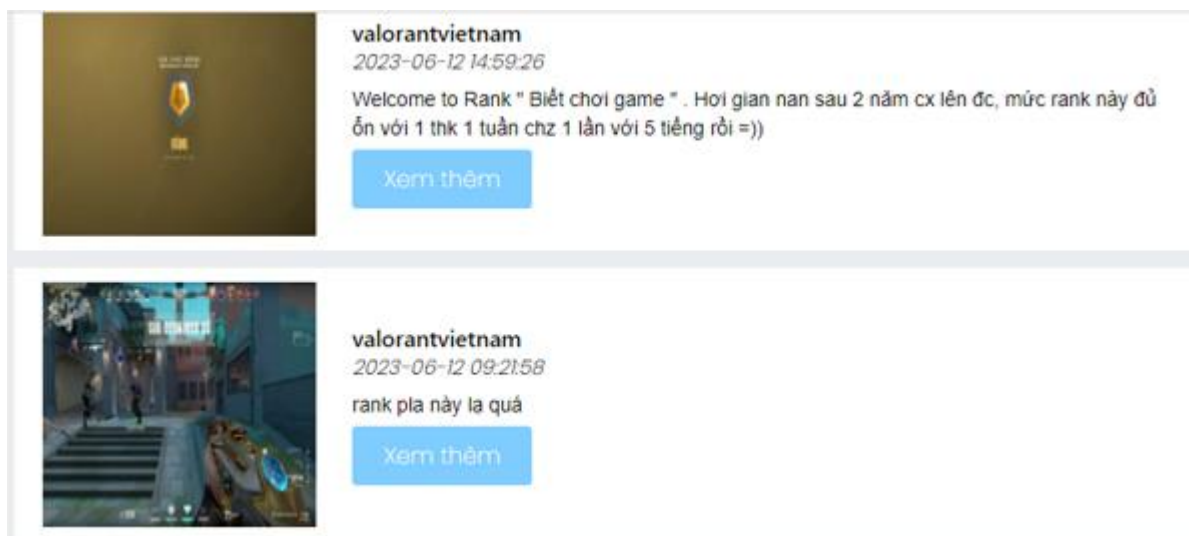 valorantvietnam
2023-06-12 14:59:26
Welcome to Rank " Biết chơi game " . Hơi gian nan sau 2 năm cx lên đc, mức rank này đủ
ổn với 1 thk 1 tuần chz 1 lần với 5 tiếng rồi =))
Xem thêm
valorantvietnam
2023-06-12 09:21:58
rank pla này lạ quá
Xem thêm